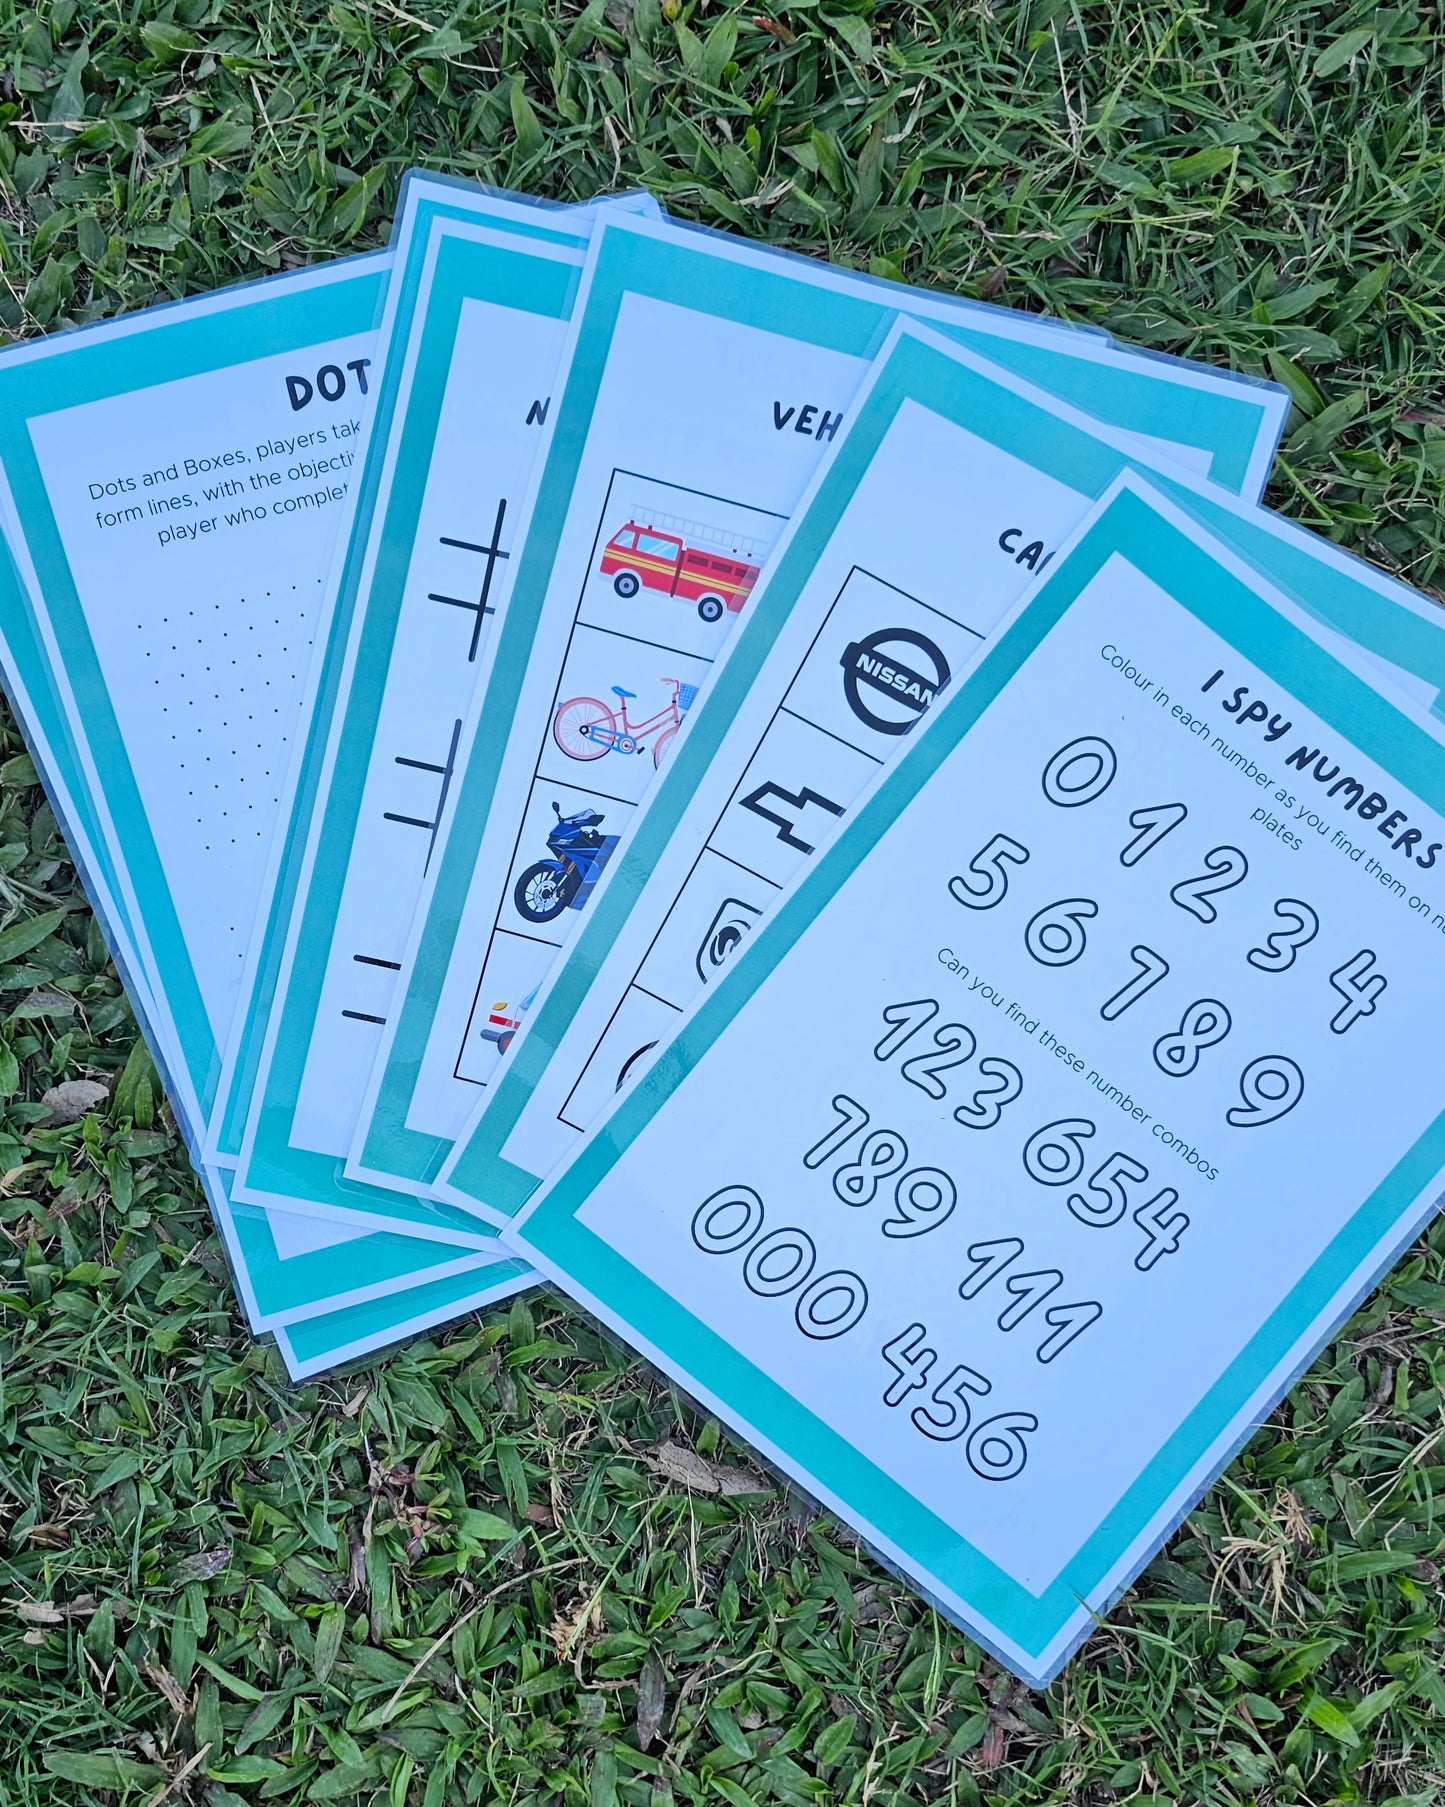 DOT
Dots and Boxes, players tak
form lines, with the objecti
player who complet
N
VEH
CA
NISSAN
I SPY NUMBERS
Colour in each number as you find them on nu
plates
0 1 2 3 4
5 6 7 8 9
Can you find these number combos
123 654
789 111
000 456